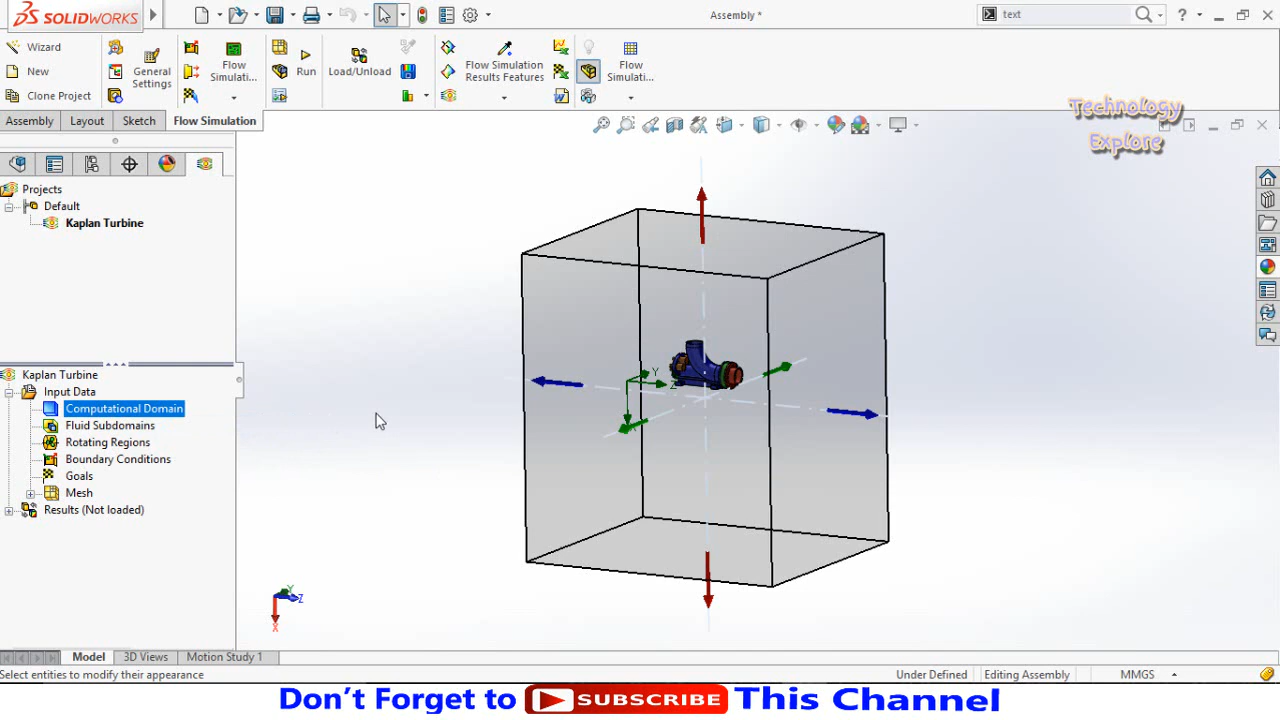 SOLIDWORKS
Assembly *
text
Wizard
New
Clone Project
General
Settings
Flow
Simulati...
Run
Load/Unload
Flow Simulation
Results Features
Flow
Simulati...
Technology
Explore
Assembly
Layout
Sketch
Flow Simulation
Projects
Default
Kaplan Turbine
Kaplan Turbine
Input Data
Computational Domain
Fluid Subdomains
Rotating Regions
Boundary Conditions
Goals
Mesh
Results (Not loaded)
Y
Z
Y
Z
X
Model
3D Views
Motion Study 1
Select entities to modify their appearance
Under Defined
Editing Assembly
MMGS
Don't Forget to SUBSCRIBE This Channel